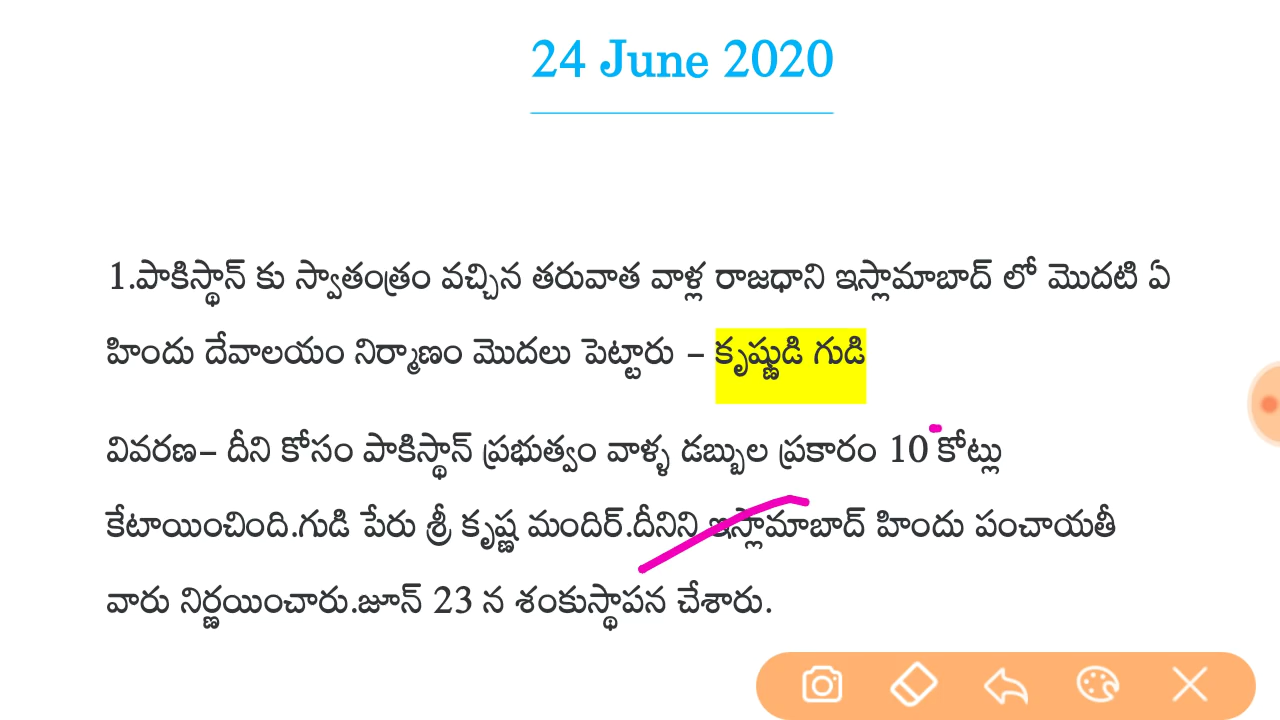 24 June 2020
1.పాకిస్థాన్ కు స్వాతంత్రం వచ్చిన తరువాత వాళ్ల రాజధాని ఇస్లామాబాద్ లో మొదటి ఏ
హిందు దేవాలయం నిర్మాణం మొదలు పెట్టారు – కృష్ణుడి గుడి
వివరణ– దీని కోసం పాకిస్థాన్ ప్రభుత్వం వాళ్ళ డబ్బుల ప్రకారం 10 కోట్లు
కేటాయించింది.గుడి పేరు శ్రీ కృష్ణ మందిర్.దీనిని ఇస్లామాబాద్ హిందు పంచాయతీ
వారు నిర్ణయించారు.జూన్ 23 న శంకుస్థాపన చేశారు.